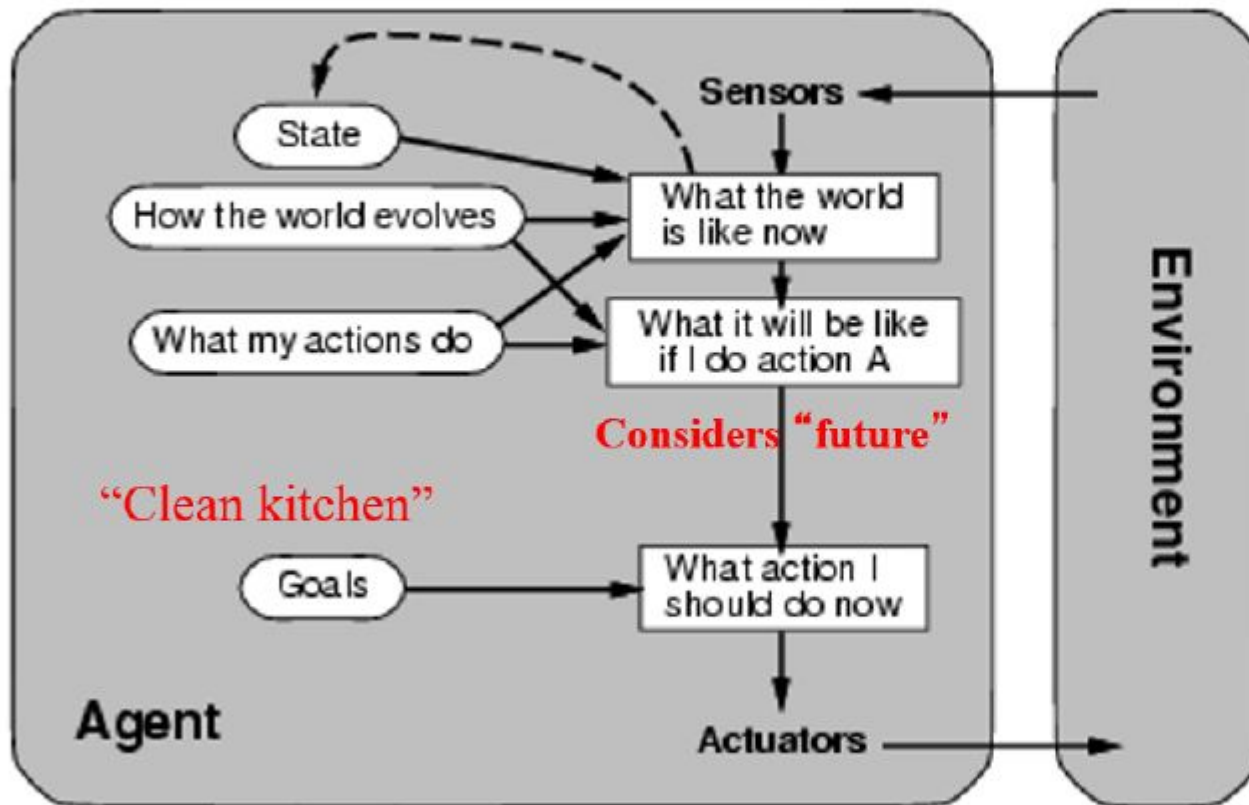 Sensors
State
What the world
is like now
How the world evolves
What it will be like
if I do action A
What my actions do
Considers “future”
“Clean kitchen”
What action I
should do now
Goals
Agent
Actuators
Environment